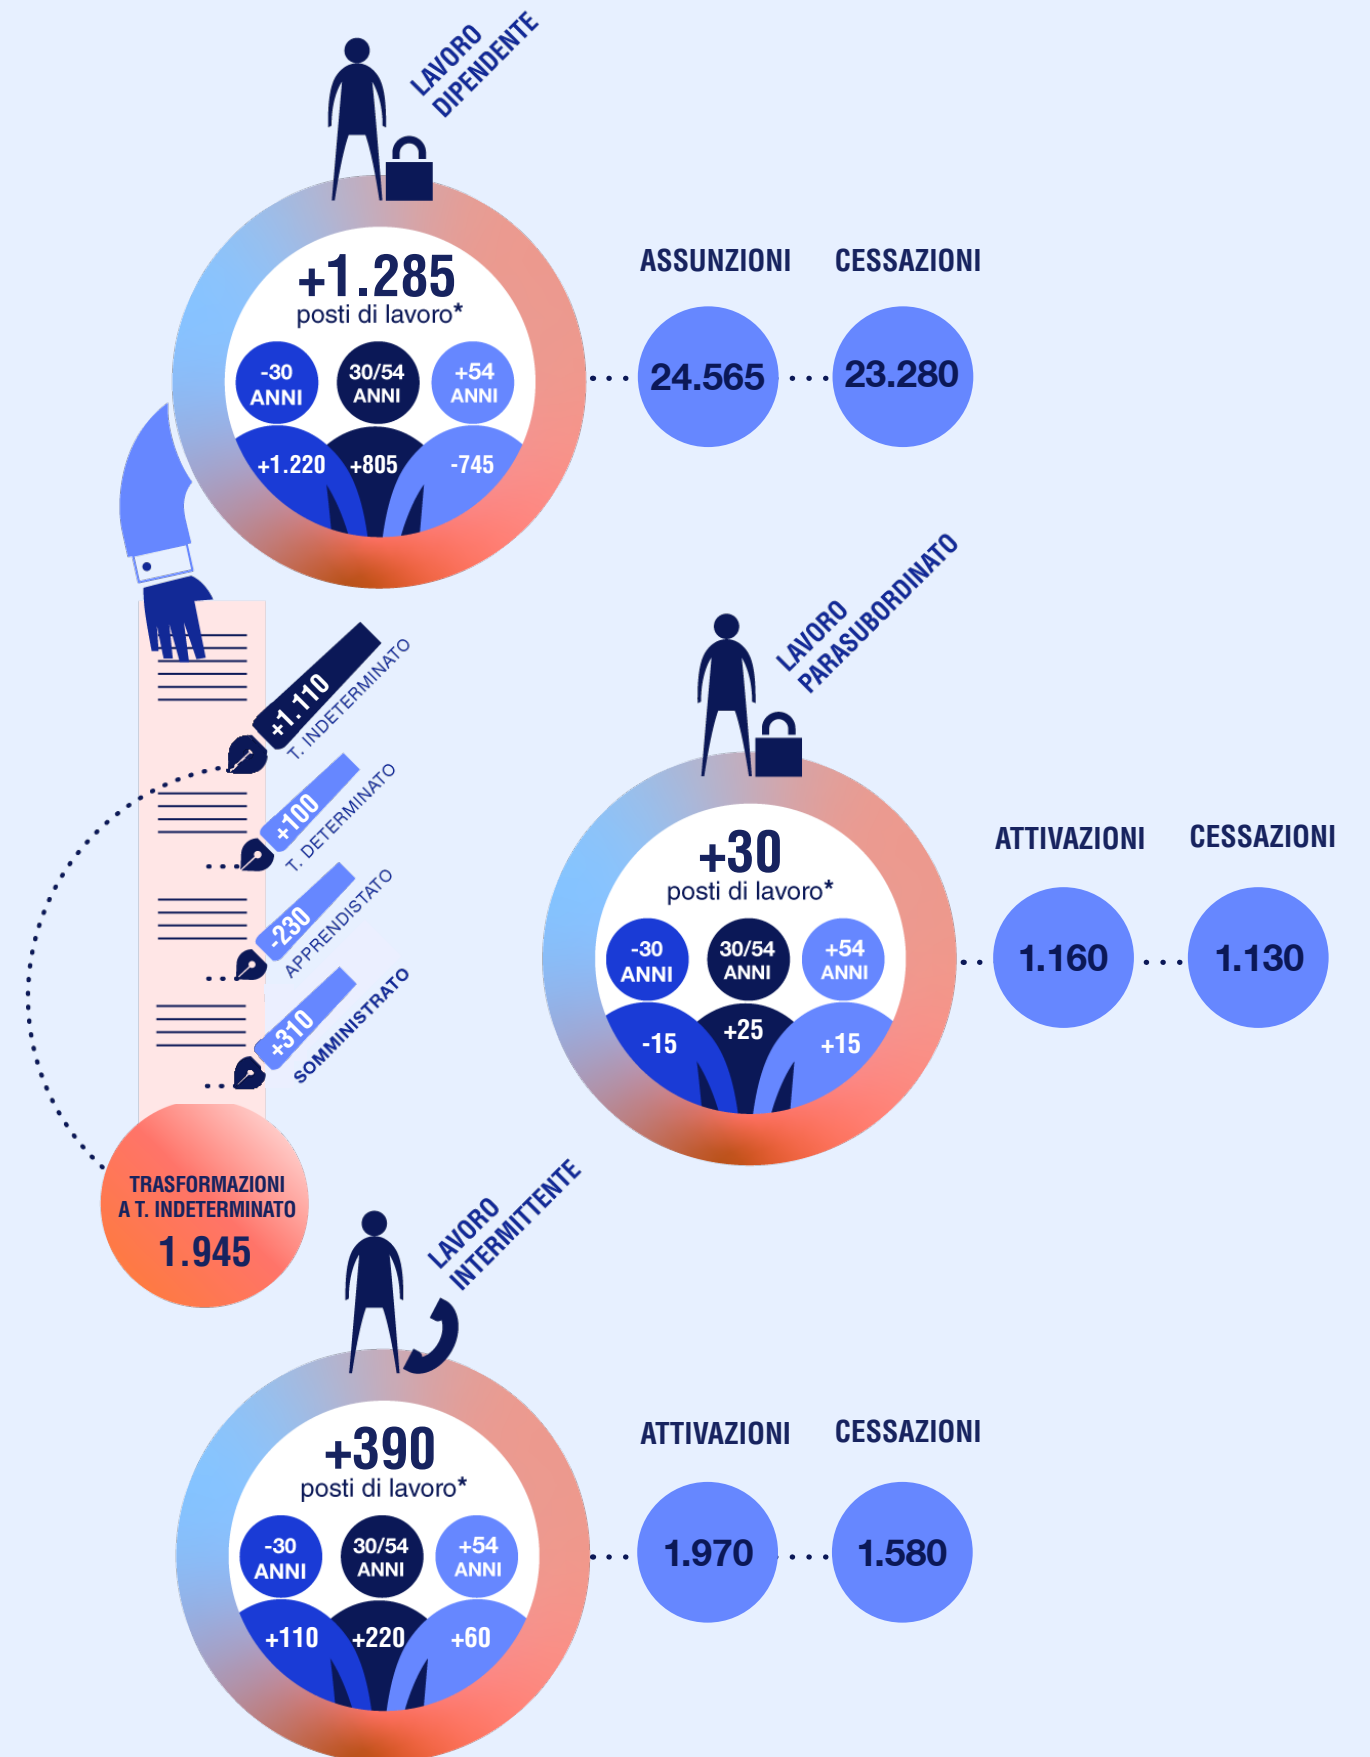 LAVORO
DIPENDENTE
+1.285
posti di lavoro*
-30
ANNI
30/54
ANNI
+54
ANNI
+1.220
+805
-745
ASSUNZIONI
CESSAZIONI
24.565
23.280
+1.110
T. INDETERMINATO
+100
T. DETERMINATO
-230
APPRENDISTATO
+310
SOMMINISTRATO
TRASFORMAZIONI
A T. INDETERMINATO
1.945
LAVORO
PARASUBORDINATO
+30
posti di lavoro*
-30
ANNI
30/54
ANNI
+54
ANNI
-15
+25
+15
ATTIVAZIONI
CESSAZIONI
1.160
1.130
LAVORO
INTERMITTENTE
+390
posti di lavoro*
-30
ANNI
30/54
ANNI
+54
ANNI
+110
+220
+60
ATTIVAZIONI
CESSAZIONI
1.970
1.580